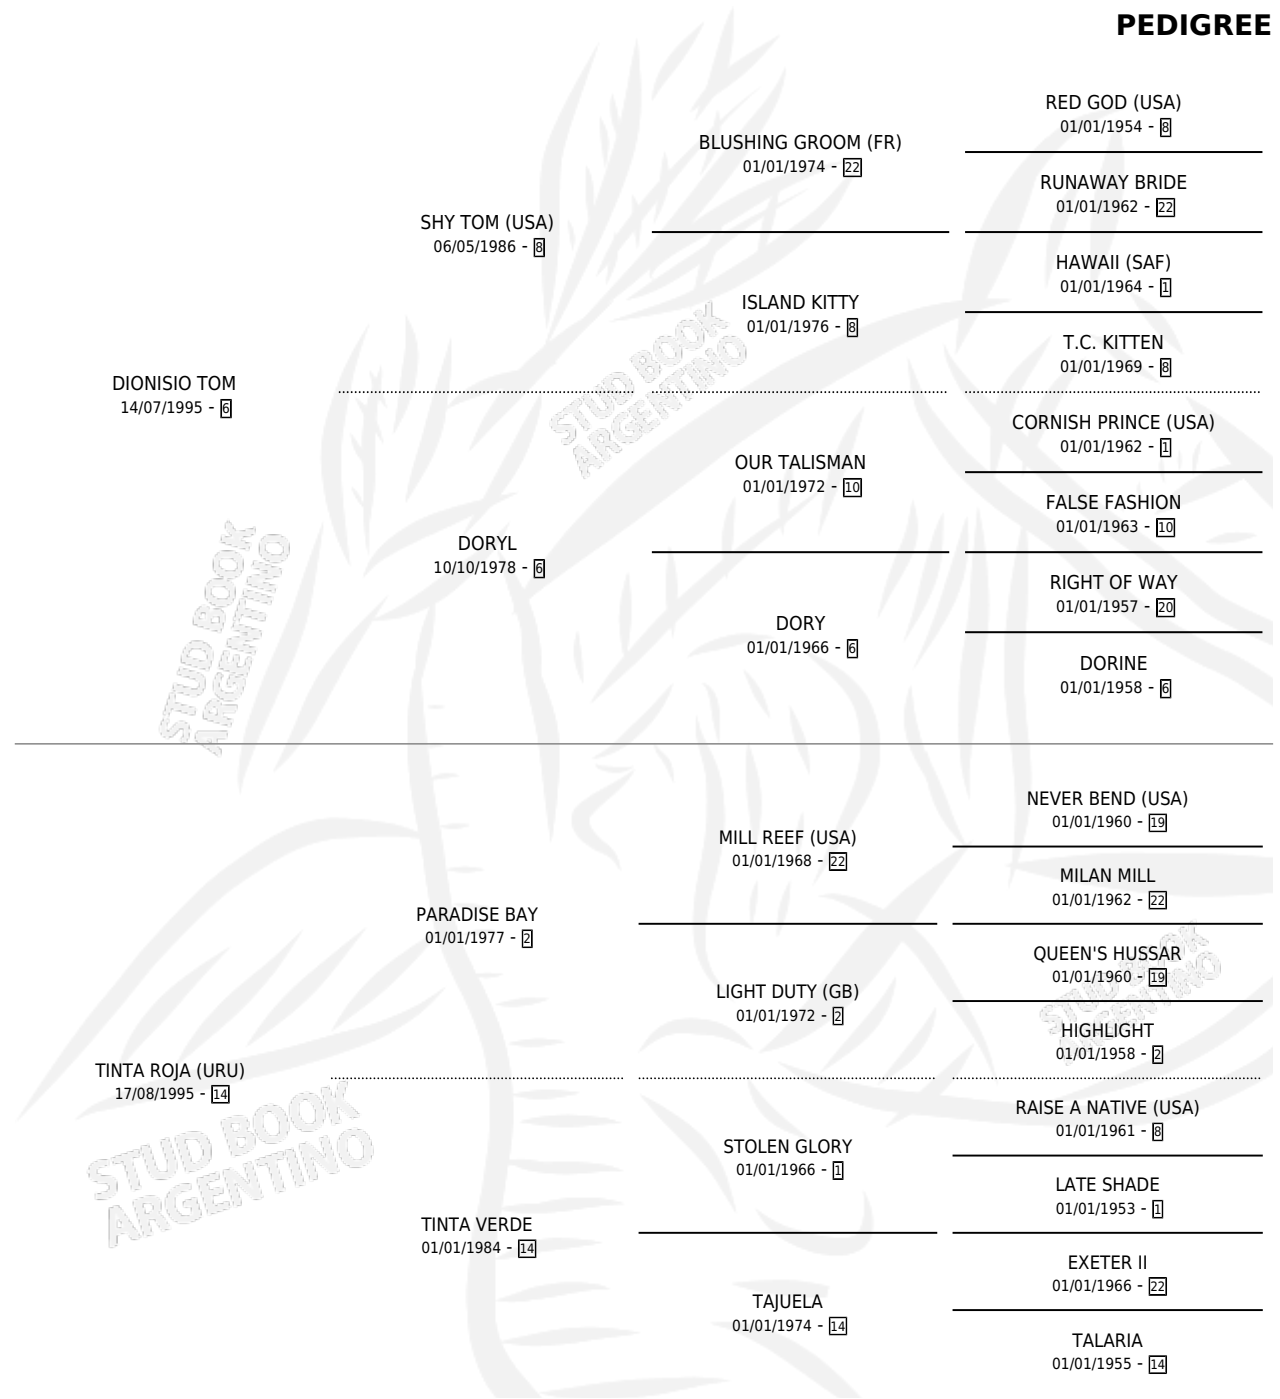 PEDIGREE
RED GOD (USA)
01/01/1954 - 8
BLUSHING GROOM (FR)
01/01/1974 - 22
RUNAWAY BRIDE
01/01/1962 - 22
SHY TOM (USA)
06/05/1986 - 8
HAWAII (SAF)
01/01/1964 - 1
ISLAND KITTY
01/01/1976 - 8
T.C. KITTEN
01/01/1969 - 8
DIONISIO TOM
14/07/1995 - 6
CORNISH PRINCE (USA)
01/01/1962 - 1
OUR TALISMAN
01/01/1972 - 10
FALSE FASHION
01/01/1963 - 10
DORYL
10/10/1978 - 6
RIGHT OF WAY
01/01/1957 - 20
DORY
01/01/1966 - 6
DORINE
01/01/1958 - 6
NEVER BEND (USA)
01/01/1960 - 19
MILL REEF (USA)
01/01/1968 - 22
MILAN MILL
01/01/1962 - 22
PARADISE BAY
01/01/1977 - 2
QUEEN'S HUSSAR
01/01/1960 - 19
LIGHT DUTY (GB)
01/01/1972 - 2
HIGHLIGHT
01/01/1958 - 2
TINTA ROJA (URU)
17/08/1995 - 14
RAISE A NATIVE (USA)
01/01/1961 - 8
STOLEN GLORY
01/01/1966 - 1
LATE SHADE
01/01/1953 - 1
TINTA VERDE
01/01/1984 - 14
EXETER II
01/01/1966 - 22
TAJUELA
01/01/1974 - 14
TALARIA
01/01/1955 - 14
STUD BOOK
ARGENTINO
STUD BOOK
ARGENTINO
STUD BOOK
ARGENTINO
STUD BOOK
ARGENTINO